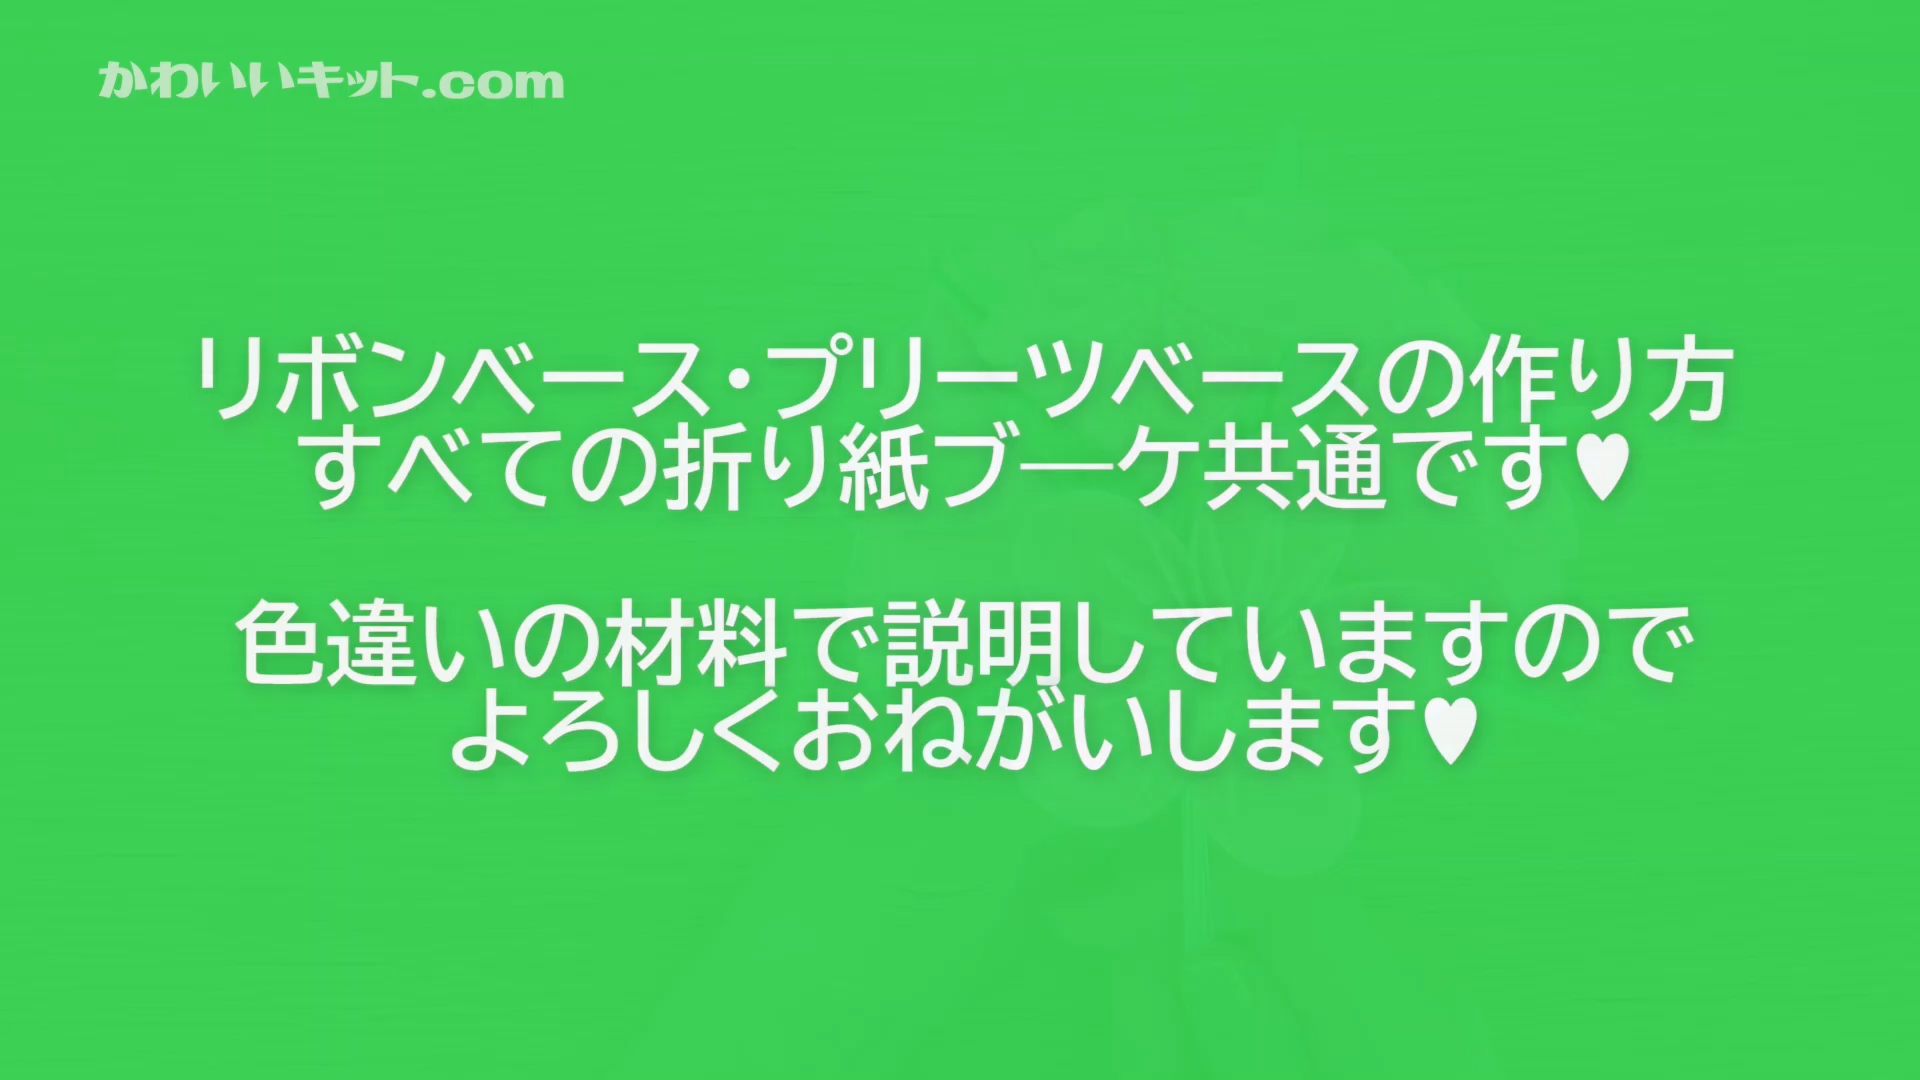 かわいいキット.com
リボンベース・プリーツベースの作り方
すべての折り紙ブ―ケ共通です♥
色違いの材料で説明していますので
よろしくおねがいします♥